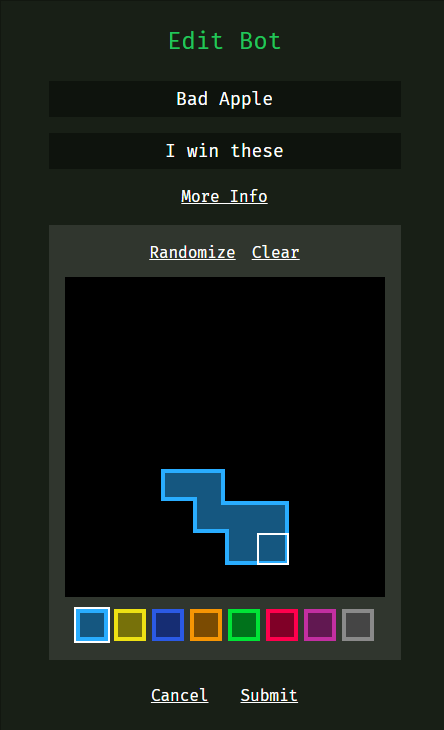 Edit Bot
Bad Apple
I win these
More Info
Randomize Clear
Cancel Submit